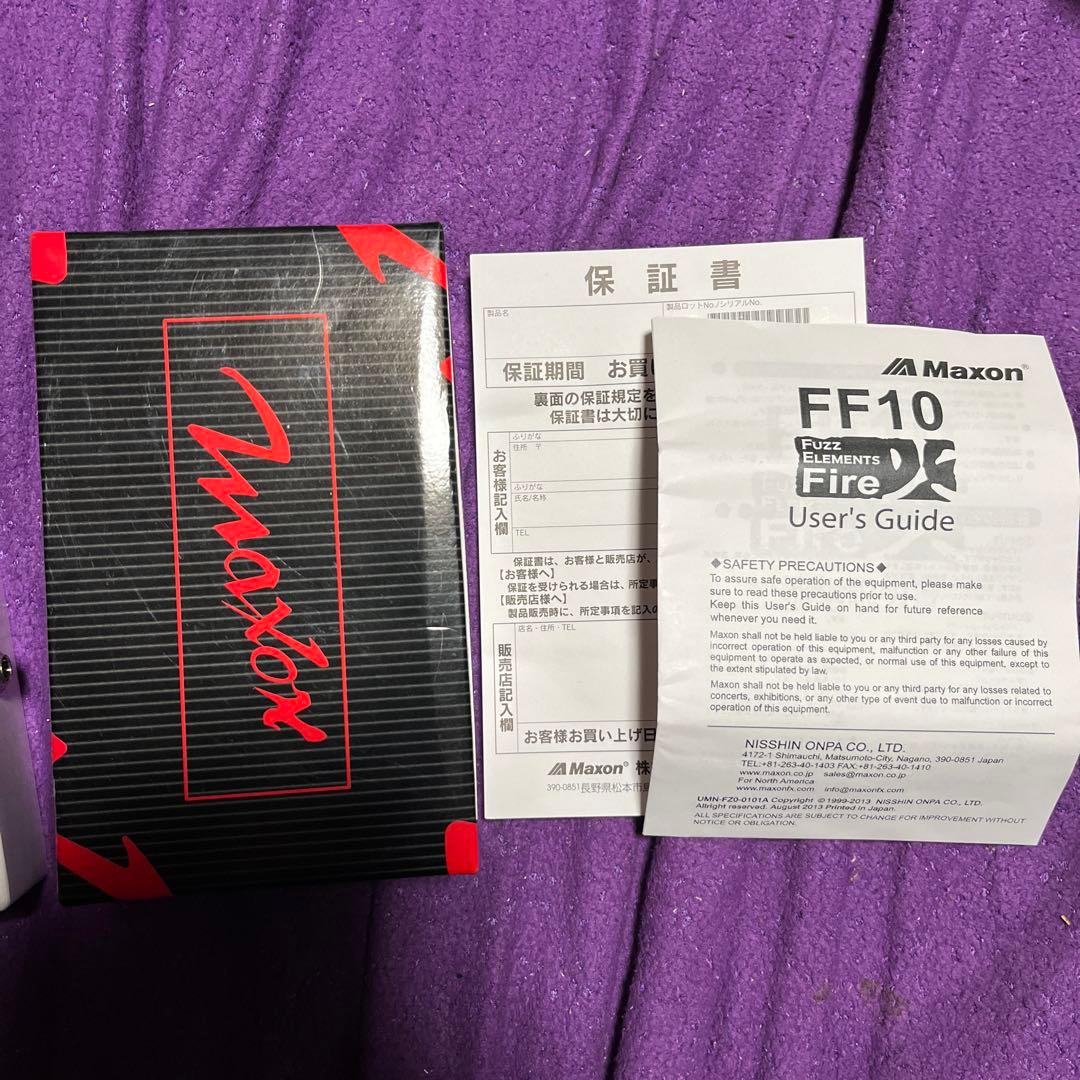 maxon
保証書
製品名
製品ロットNo./シリアルNo.
保証期間 お買い
裏面の保証規定を
保証書は大切に
お客様記入欄
ふりがな
住所 〒
ふりがな
氏名/名称
TEL
保証書は、お客様と販売店が、
【お客様へ】
保証を受けられる場合は、所定事
【販売店様へ】
製品販売時に、所定事項を記入の
販売店記入欄
店名・住所・TEL
お客様お買い上げ日
Maxon® 株
390-0851長野県松本市島
Maxon®
FF10
Fuzz
Elements
Fire
User's Guide
◆SAFETY PRECAUTIONS◆
To assure safe operation of the equipment, please make
sure to read these precautions prior to use.
Keep this User's Guide on hand for future reference
whenever you need it.
Maxon shall not be held liable to you or any third party for any losses caused by
incorrect operation of this equipment, malfunction or any other failure of this
equipment to operate as expected, or normal use of this equipment, except to
the extent stipulated by law.
Maxon shall not be held liable to you or any third party for any losses related to
concerts, exhibitions, or any other type of event due to malfunction or incorrect
operation of this equipment.
NISSHIN ONPA CO., LTD.
4172-1 Shimauchi, Matsumoto-City, Nagano, 390-0851 Japan
TEL:+81-263-40-1403 FAX:+81-263-40-1410
www.maxon.co.jp sales@maxon.co.jp
For North America
www.maxonfx.com info@maxonfx.com
UMN-FZ0-0101A Copyright ©1999-2013 NISSHIN ONPA CO., LTD.
Allright reserved. August 2013 Printed in Japan.
ALL SPECIFICATIONS ARE SUBJECT TO CHANGE FOR IMPROVEMENT WITHOUT
NOTICE OR OBLIGATION.